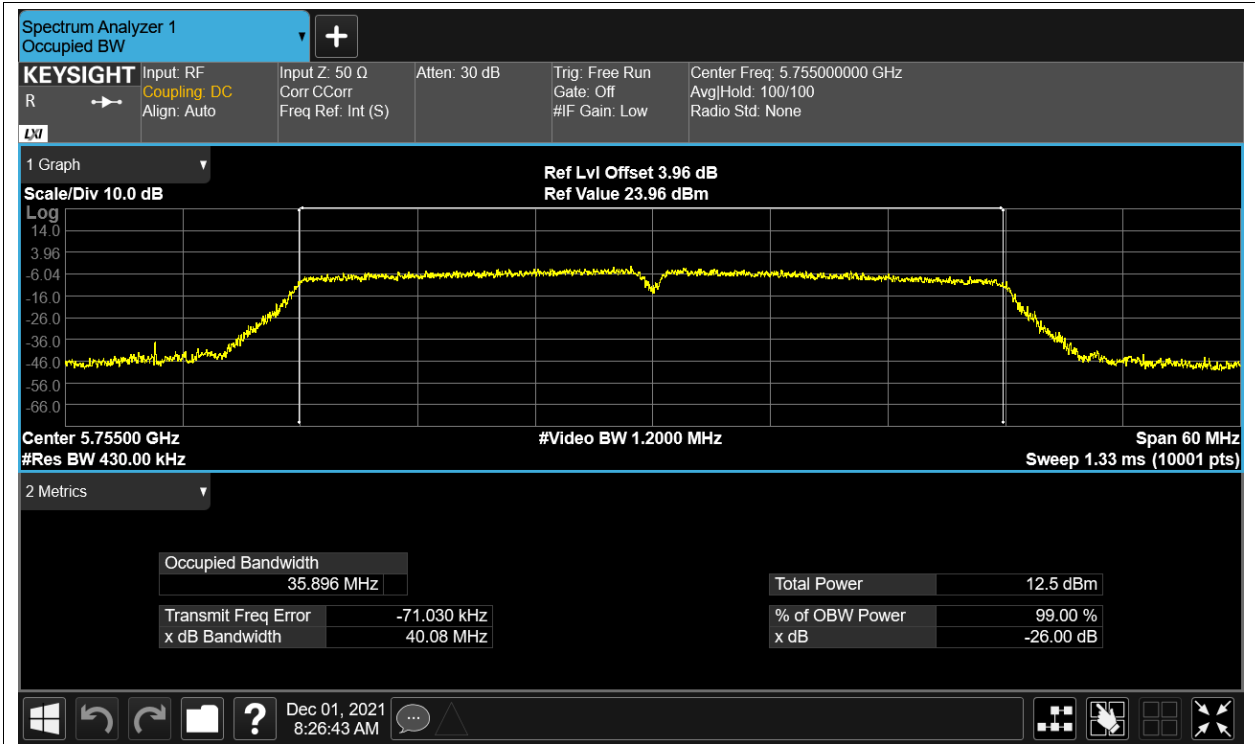 Spectrum Analyzer 1
Occupied BW
KEYSIGHT
R
LXI
Input: RF
Coupling: DC
Align: Auto
Input Z: 50 Ω
Corr CCorr
Freq Ref: Int (S)
Atten: 30 dB
Trig: Free Run
Gate: Off
#IF Gain: Low
Center Freq: 5.755000000 GHz
Avg|Hold: 100/100
Radio Std: None
1 Graph
Ref Lvl Offset 3.96 dB
Scale/Div 10.0 dB
Ref Value 23.96 dBm
Log
14.0
3.96
-6.04
-16.0
-26.0
-36.0
-46.0
-56.0
-66.0
Center 5.75500 GHz
#Video BW 1.2000 MHz
Span 60 MHz
#Res BW 430.00 kHz
Sweep 1.33 ms (10001 pts)
2 Metrics
Occupied Bandwidth
35.896 MHz
Total Power 12.5 dBm
Transmit Freq Error -71.030 kHz
% of OBW Power 99.00 %
x dB Bandwidth 40.08 MHz
x dB -26.00 dB
?
Dec 01, 2021
8:26:43 AM